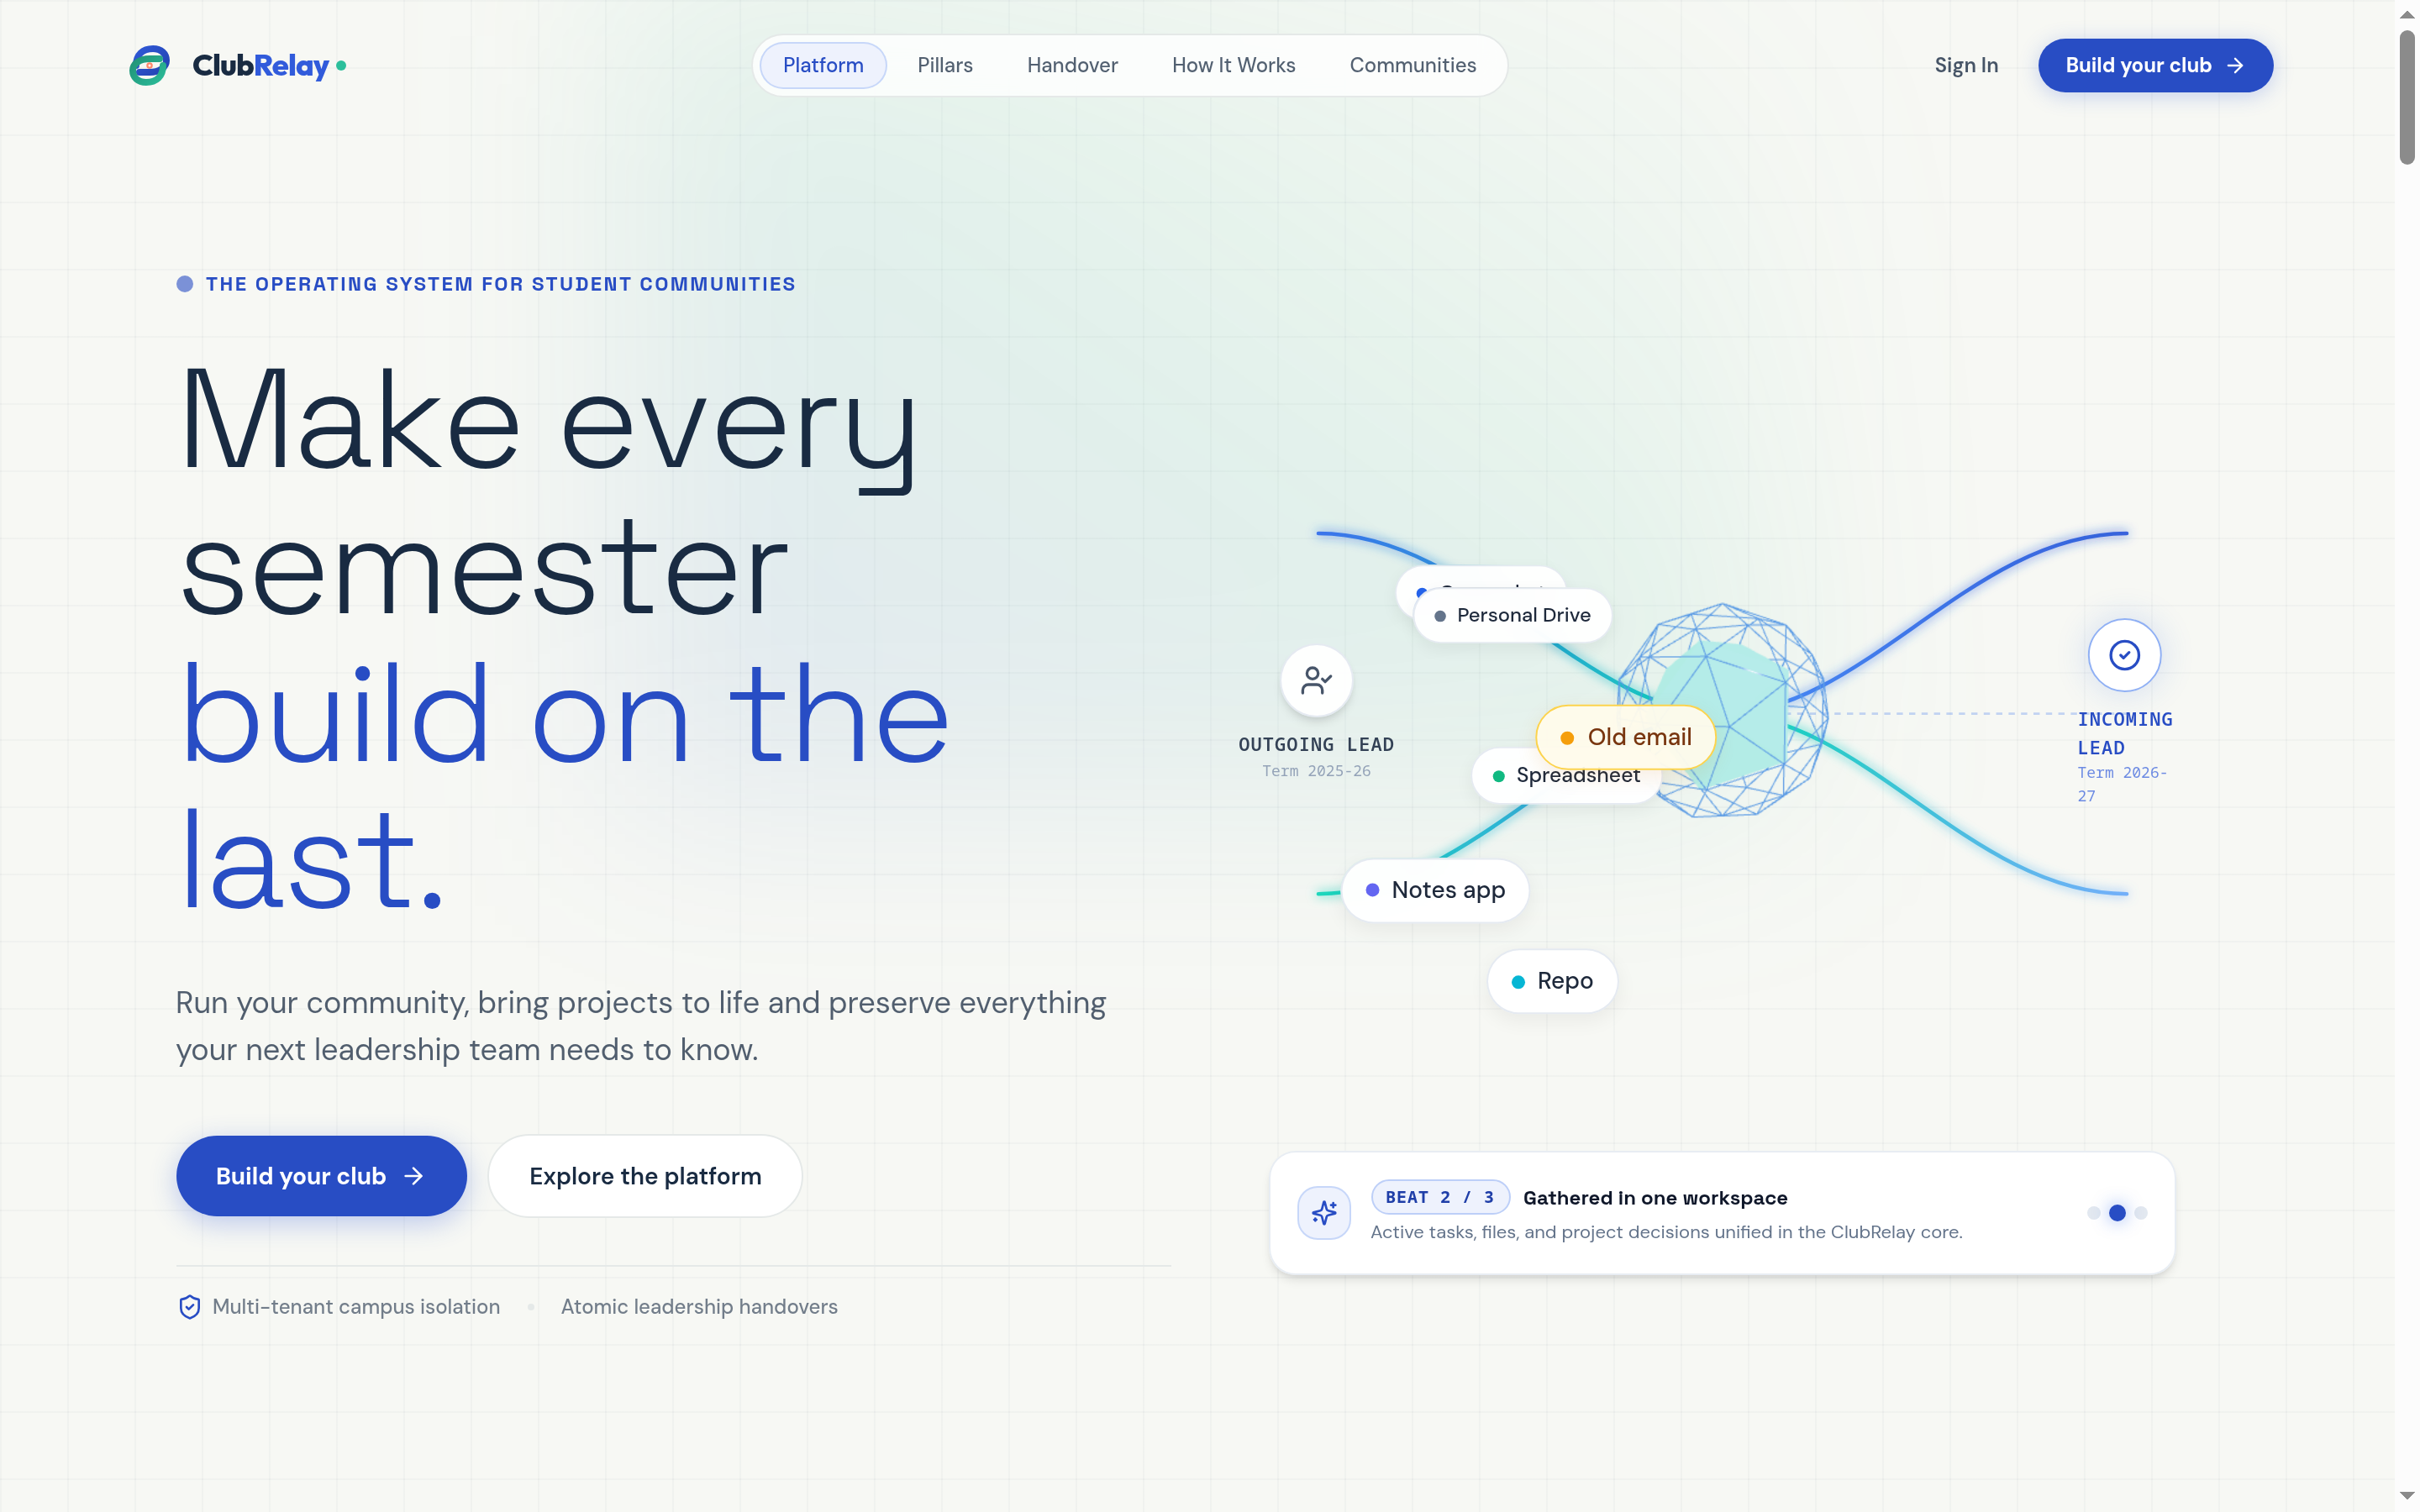 ClubRelay
Platform
Pillars
Handover
How It Works
Communities
Sign In
Build your club
THE OPERATING SYSTEM FOR STUDENT COMMUNITIES
Make every
semester
build on the
last.
Run your community, bring projects to life and preserve everything
your next leadership team needs to know.
Build your club
Explore the platform
Multi-tenant campus isolation
Atomic leadership handovers
Personal Drive
OUTGOING LEAD
Term 2025-26
Old email
Spreadsheet
Notes app
Repo
INCOMING
LEAD
Term 2026-
27
BEAT 2 / 3
Gathered in one workspace
Active tasks, files, and project decisions unified in the ClubRelay core.